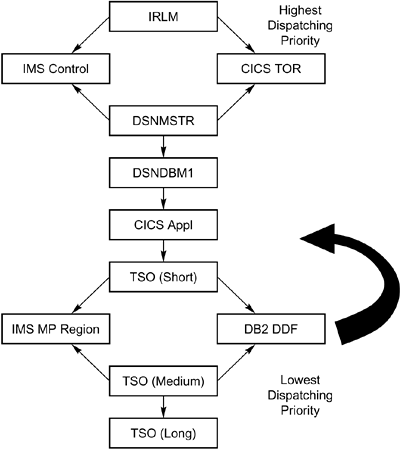 IRLM
Highest
Dispatching
Priority
IMS Control
CICS TOR
DSNMSTR
DSNDBM1
CICS Appl
TSO (Short)
IMS MP Region
DB2 DDF
TSO (Medium)
Lowest
Dispatching
Priority
TSO (Long)